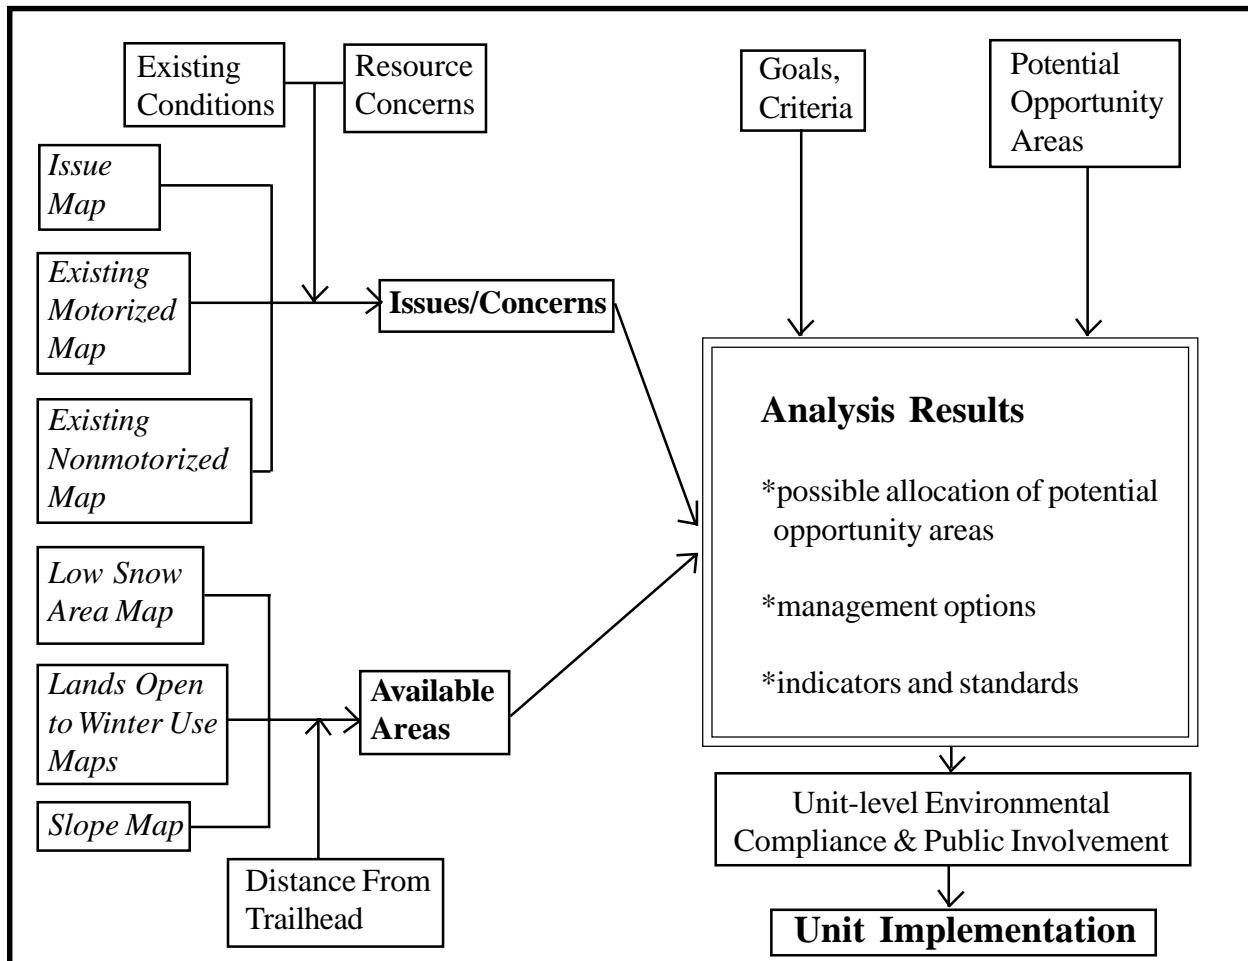 Existing
Conditions
Resource
Concerns
Goals,
Criteria
Potential
Opportunity
Areas
Issue
Map
Existing
Motorized
Map
Existing
Nonmotorized
Map
Issues/Concerns
Low Snow
Area Map
Lands Open
to Winter Use
Maps
Slope Map
Available
Areas
Distance From
Trailhead
Analysis Results
*possible allocation of potential
opportunity areas
*management options
*indicators and standards
Unit-level Environmental
Compliance & Public Involvement
Unit Implementation